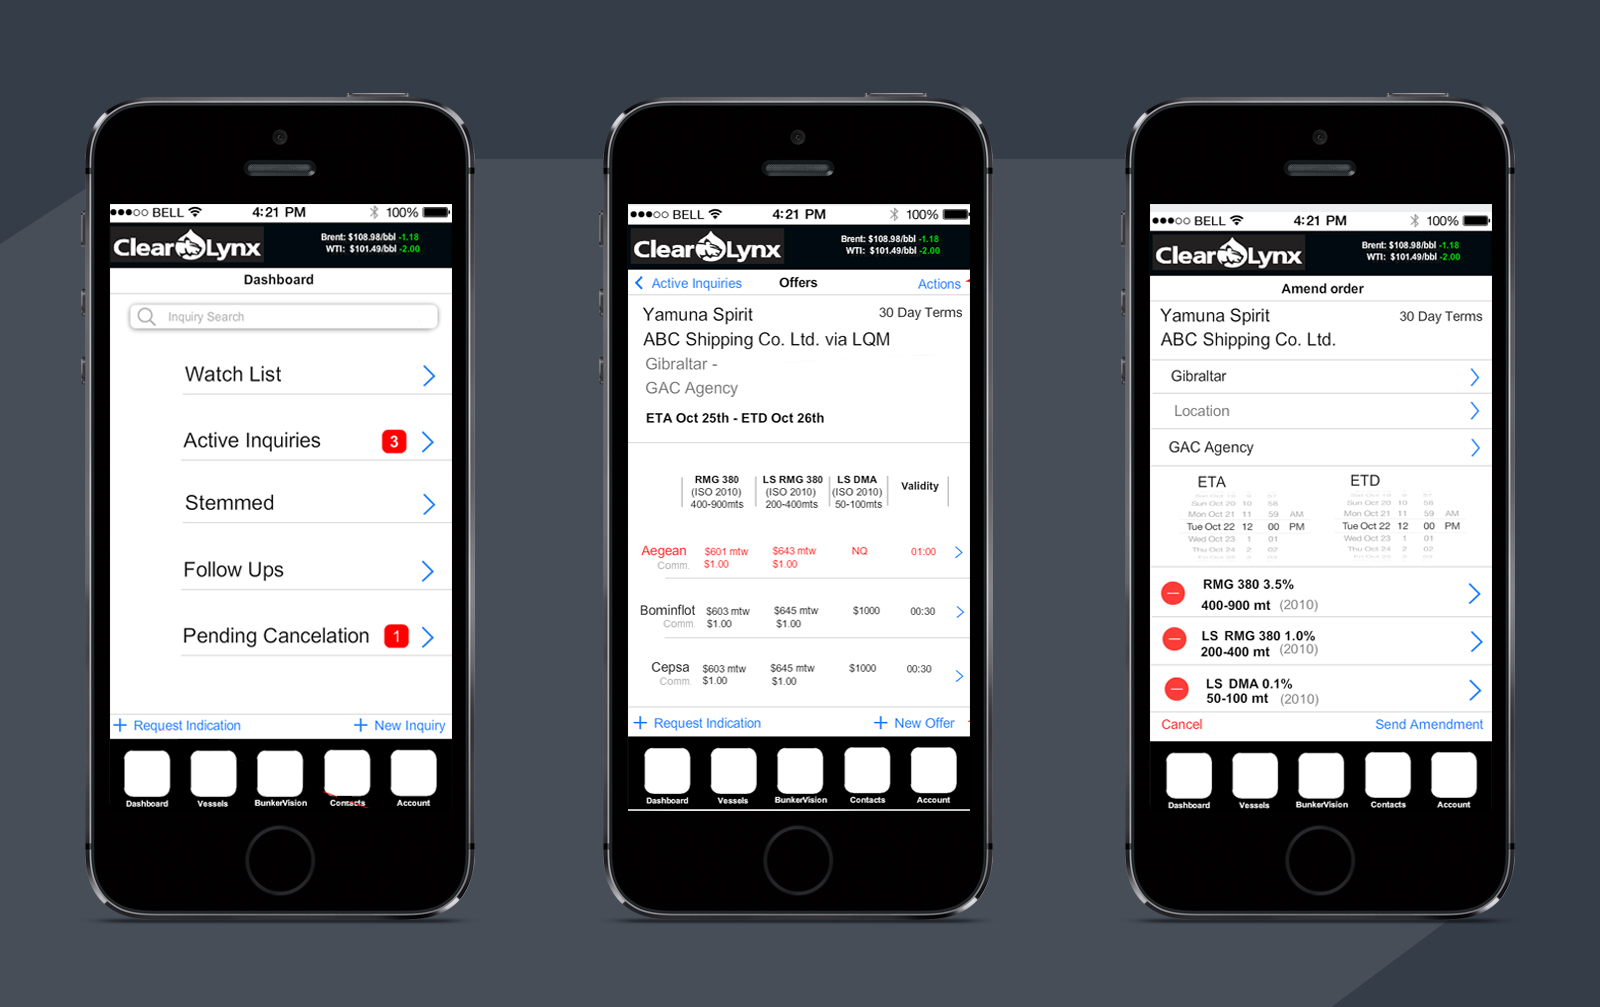 BELL 4:21 PM 100%
ClearLynx Brent: $108.98/bbl -1.18
WTI: $101.49/bbl -2.00
Dashboard
Inquiry Search
Watch List
Active Inquiries 3
Stemmed
Follow Ups
Pending Cancelation 1
+ Request Indication + New Inquiry
Dashboard Vessels BunkerVision Contacts Account
BELL 4:21 PM 100%
ClearLynx Brent: $108.98/bbl -1.18
WTI: $101.49/bbl -2.00
Active Inquiries Offers Actions
Yamuna Spirit 30 Day Terms
ABC Shipping Co. Ltd. via LQM
Gibraltar -
GAC Agency
ETA Oct 25th - ETD Oct 26th
RMG 380 LS RMG 380 LS DMA Validity
(ISO 2010) (ISO 2010) (ISO 2010)
400-900mts 200-400mts 50-100mts
Aegean $601 mtw $643 mtw NQ 01:00
Comm. $1.00 $1.00
Bominflot $603 mtw $645 mtw $1000 00:30
Comm. $1.00 $1.00
Cepsa $603 mtw $645 mtw $1000 00:30
Comm. $1.00 $1.00
+ Request Indication + New Offer
Dashboard Vessels BunkerVision Contacts Account
BELL 4:21 PM 100%
ClearLynx Brent: $108.98/bbl -1.18
WTI: $101.49/bbl -2.00
Amend order
Yamuna Spirit 30 Day Terms
ABC Shipping Co. Ltd.
Gibraltar
Location
GAC Agency
ETA ETD
Sun Oct 20 10 58 Sun Oct 20 10 58
Mon Oct 21 11 59 AM Mon Oct 21 11 59 AM
Tue Oct 22 12 00 PM Tue Oct 22 12 00 PM
Wed Oct 23 1 01 Wed Oct 23 1 01
Thu Oct 24 2 02 Thu Oct 24 2 02
RMG 380 3.5%
400-900 mt (2010)
LS RMG 380 1.0%
200-400 mt (2010)
LS DMA 0.1%
50-100 mt (2010)
Cancel Send Amendment
Dashboard Vessels BunkerVision Contacts Account